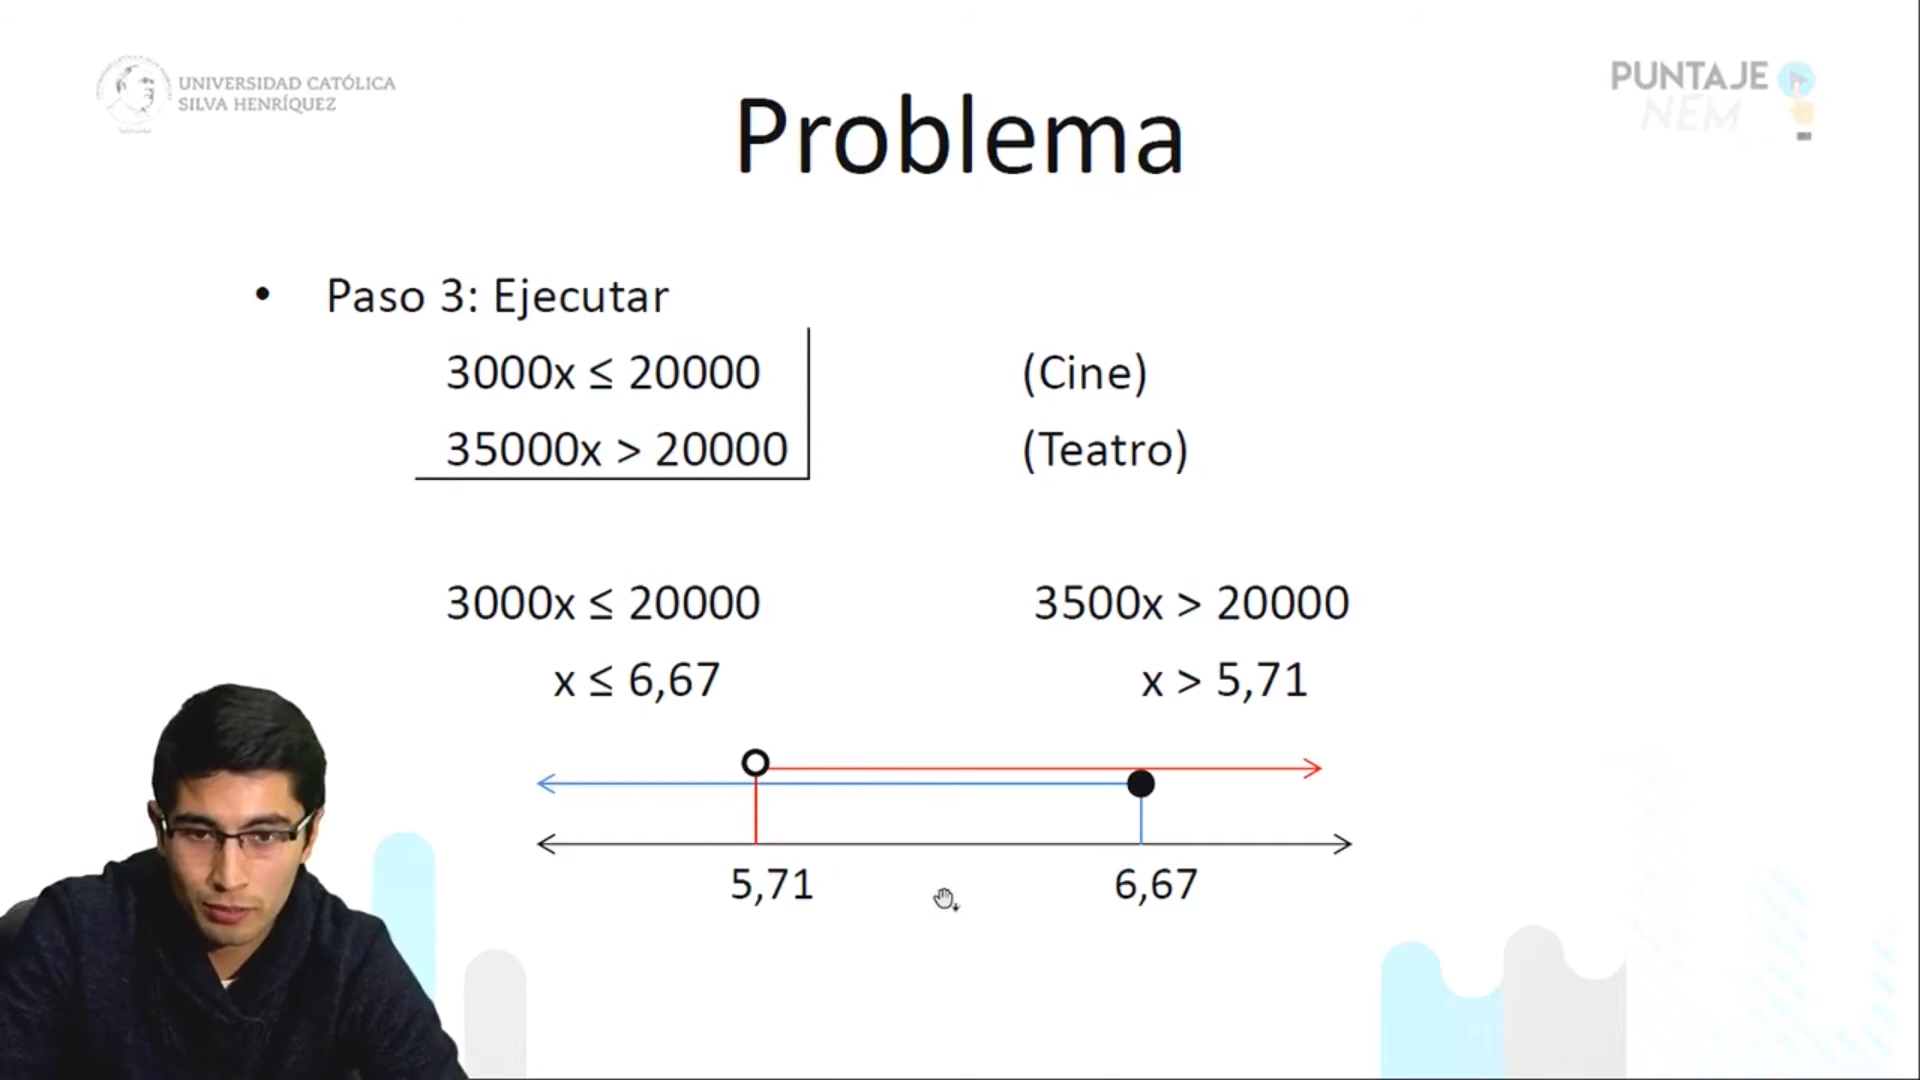 UNIVERSIDAD CATÓLICA
SILVA HENRÍQUEZ
PUNTAJE
NEM
Problema
• Paso 3: Ejecutar
3000x ≤ 20000 (Cine)
35000x > 20000 (Teatro)
3000x ≤ 20000 3500x > 20000
x ≤ 6,67 x > 5,71
5,71 6,67